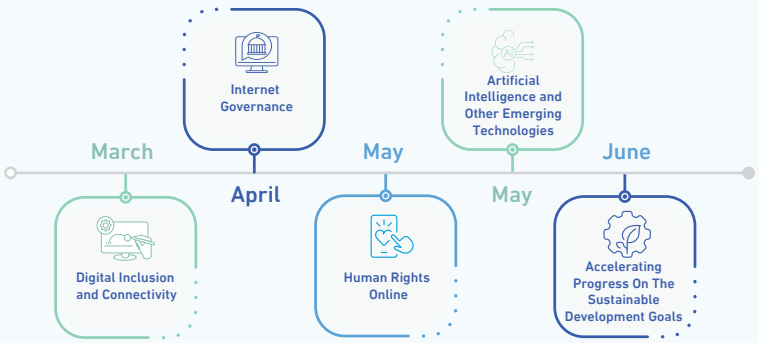 March
Digital Inclusion
and Connectivity
Internet
Governance
April
May
Human Rights
Online
AI
Artificial
Intelligence and
Other Emerging
Technologies
May
June
Accelerating
Progress On The
Sustainable
Development Goals